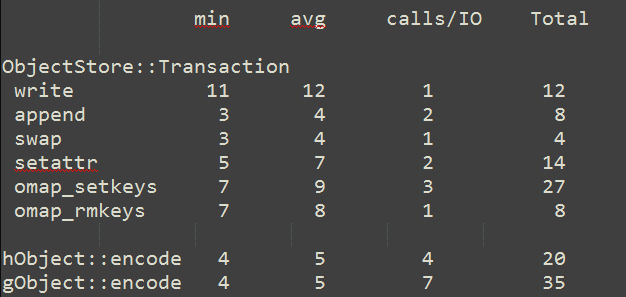 min avg calls/IO Total
ObjectStore::Transaction
write 11 12 1 12
append 3 4 2 8
swap 3 4 1 4
setattr 5 7 2 14
omap_setkeys 7 9 3 27
omap_rmkeys 7 8 1 8
hObject::encode 4 5 4 20
gObject::encode 4 5 7 35